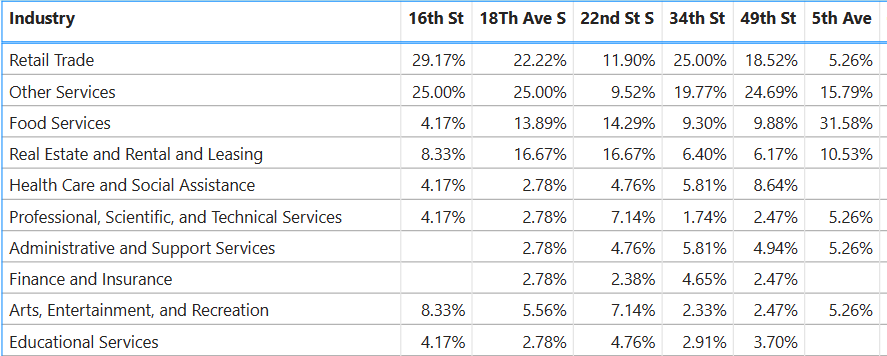 Industry 16th St 18Th Ave S 22nd St S 34th St 49th St 5th Ave
Retail Trade 29.17% 22.22% 11.90% 25.00% 18.52% 5.26%
Other Services 25.00% 25.00% 9.52% 19.77% 24.69% 15.79%
Food Services 4.17% 13.89% 14.29% 9.30% 9.88% 31.58%
Real Estate and Rental and Leasing 8.33% 16.67% 16.67% 6.40% 6.17% 10.53%
Health Care and Social Assistance 4.17% 2.78% 4.76% 5.81% 8.64%
Professional, Scientific, and Technical Services 4.17% 2.78% 7.14% 1.74% 2.47% 5.26%
Administrative and Support Services 2.78% 4.76% 5.81% 4.94% 5.26%
Finance and Insurance 2.78% 2.38% 4.65% 2.47%
Arts, Entertainment, and Recreation 8.33% 5.56% 7.14% 2.33% 2.47% 5.26%
Educational Services 4.17% 2.78% 4.76% 2.91% 3.70%